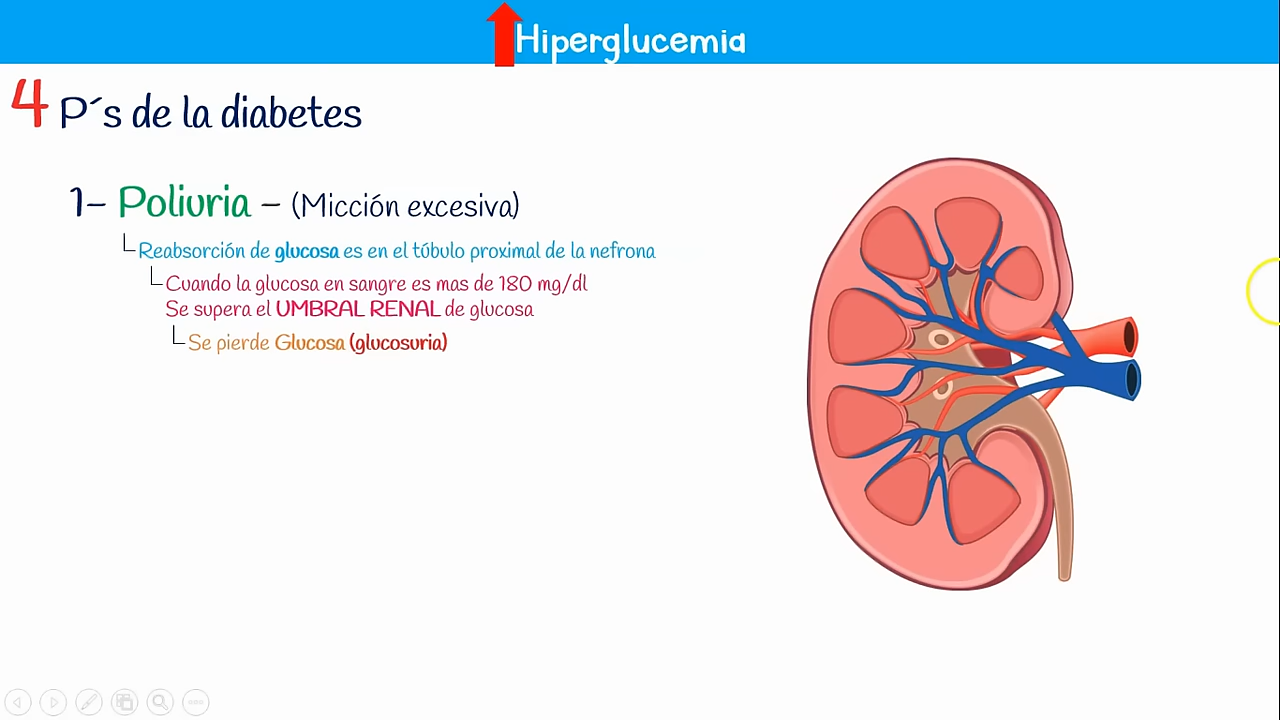 Hiperglucemia
4 P´s de la diabetes
1- Poliuria - (Micción excesiva)
Reabsorción de glucosa es en el túbulo proximal de la nefrona
Cuando la glucosa en sangre es mas de 180 mg/dl
Se supera el UMBRAL RENAL de glucosa
Se pierde Glucosa (glucosuria)